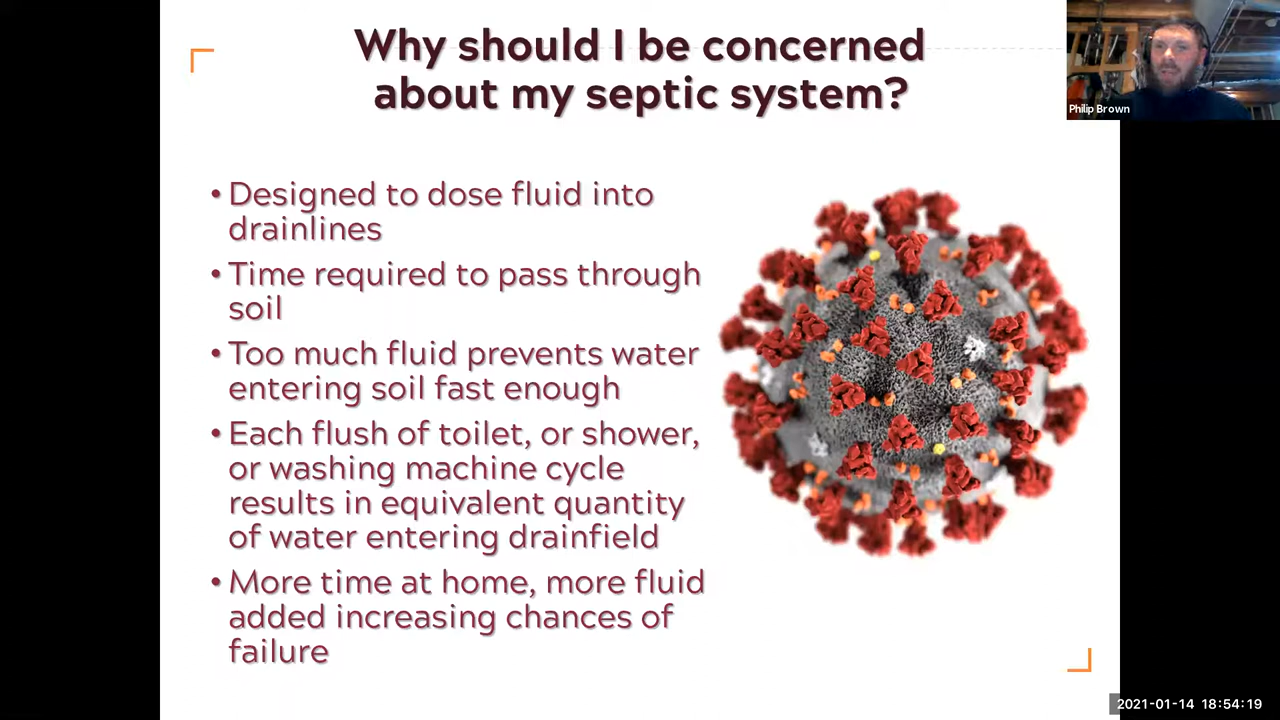 Why should I be concerned
about my septic system?
Philip Brown
• Designed to dose fluid into
drainlines
• Time required to pass through
soil
• Too much fluid prevents water
entering soil fast enough
• Each flush of toilet, or shower,
or washing machine cycle
results in equivalent quantity
of water entering drainfield
• More time at home, more fluid
added increasing chances of
failure
2021-01-14 18:54:19